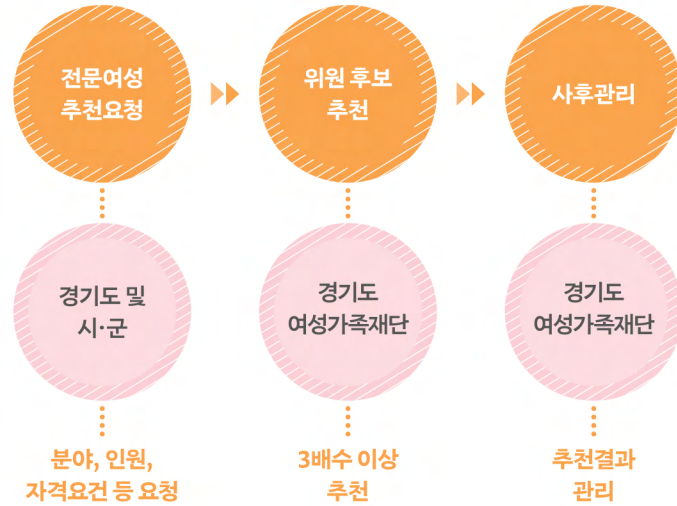 전문여성
추천요청
위원 후보
추천
사후관리
경기도 및
시·군
경기도
여성가족재단
경기도
여성가족재단
분야, 인원,
자격요건 등 요청
3배수 이상
추천
추천결과
관리